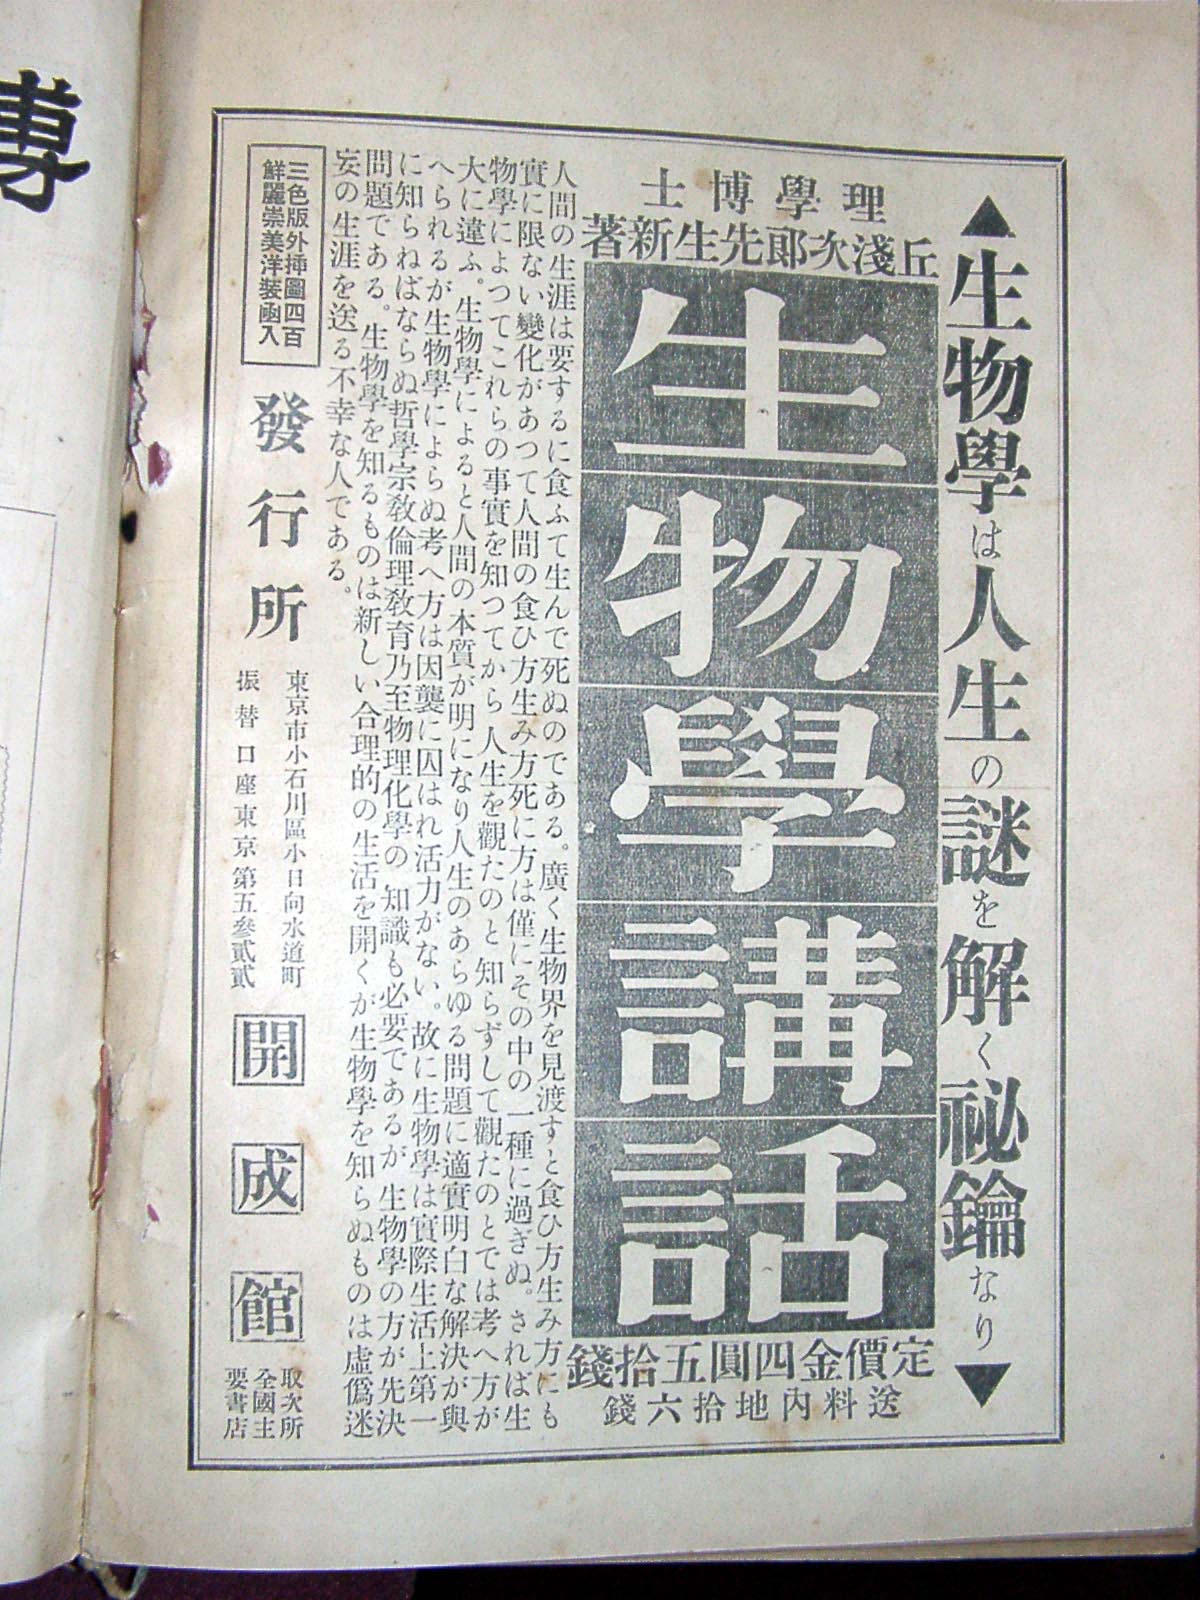 ▲生物學は人生の謎を解く祕鑰なり▼
理學博士
丘淺次郎先生新著
生物學講話
定價金四圓五拾錢
送料內地拾六錢
人間の生涯は要するに食ふて生んで死ぬのである。廣く生物界を見渡すと食ひ方生み方にも
實に限ない變化があつて人間の食ひ方生み方死に方は僅にその中の一種に過ぎぬ。されば生
物學によつてこれらの事實を知つてから人生を觀たのと知らずして觀たのとでは考へ方が
大に違ふ。生物學によると人間の本質が明になり人生のあらゆる問題に適實明白な解決が與
へられるが生物學によらぬ考へ方は因襲に囚はれ活力がない。故に生物學は實際生活上第一
に知らねばならぬ哲學宗敎倫理敎育乃至物理化學の知識も必要であるが生物學の方が先決
問題である。生物學を知るものは新しい合理的の生活を開くが生物學を知らぬものは虛僞迷
妄の生涯を送る不幸な人である。
三色版外挿圖四百
鮮麗崇美洋裝函入
發行所
東京市小石川區小日向水道町
振替口座東京第五參貳貳
開成館
取次所
全國主
要書店
專